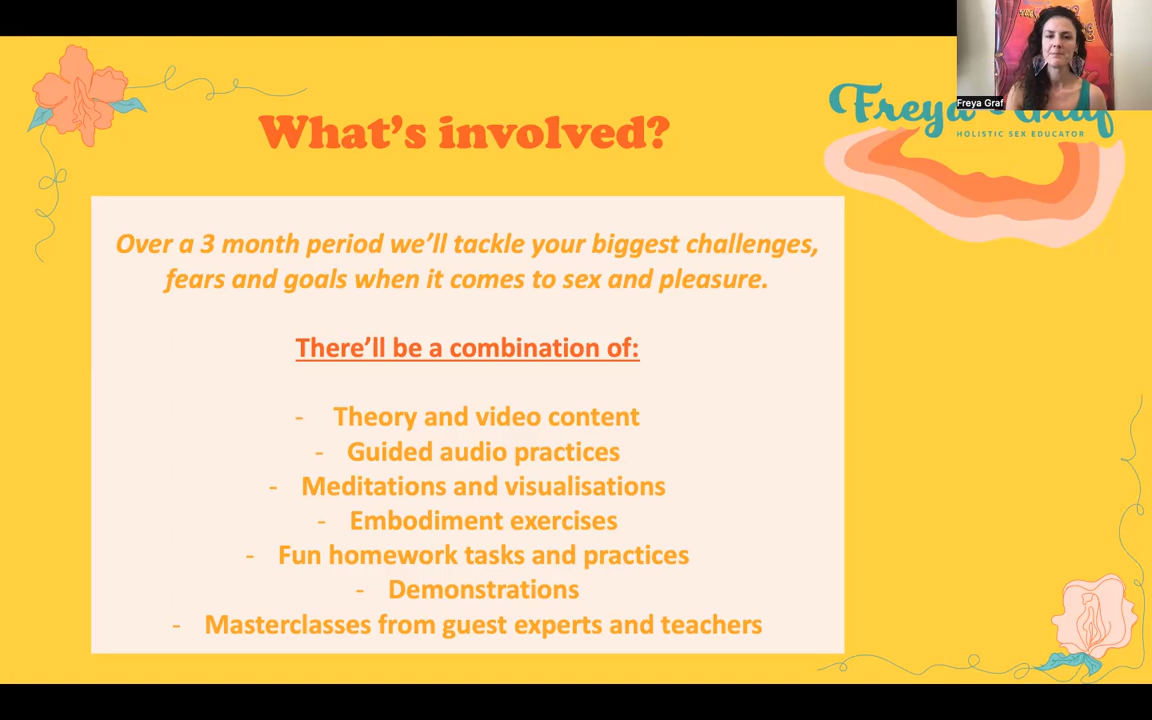 Freya Graf
Freya Graf
HOLISTIC SEX EDUCATOR
What's involved?
Over a 3 month period we'll tackle your biggest challenges,
fears and goals when it comes to sex and pleasure.
There'll be a combination of:
- Theory and video content
- Guided audio practices
- Meditations and visualisations
- Embodiment exercises
- Fun homework tasks and practices
- Demonstrations
- Masterclasses from guest experts and teachers